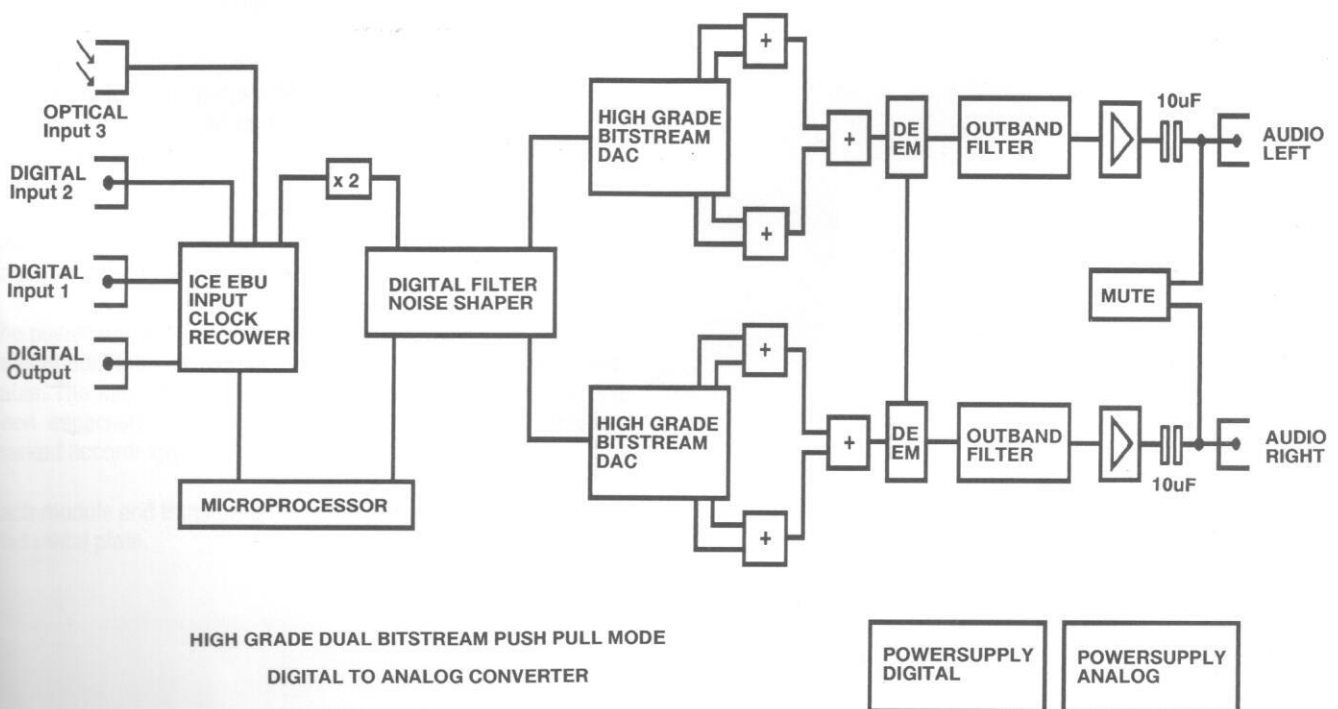 OPTICAL
Input 3
DIGITAL
Input 2
DIGITAL
Input 1
DIGITAL
Output
ICE EBU
INPUT
CLOCK
RECOWER
x 2
DIGITAL FILTER
NOISE SHAPER
MICROPROCESSOR
HIGH GRADE
BITSTREAM
DAC
+
+
+
DE
EM
OUTBAND
FILTER
10uF
AUDIO
LEFT
MUTE
HIGH GRADE
BITSTREAM
DAC
+
+
+
DE
EM
OUTBAND
FILTER
10uF
AUDIO
RIGHT
HIGH GRADE DUAL BITSTREAM PUSH PULL MODE
DIGITAL TO ANALOG CONVERTER
POWERSUPPLY
DIGITAL
POWERSUPPLY
ANALOG